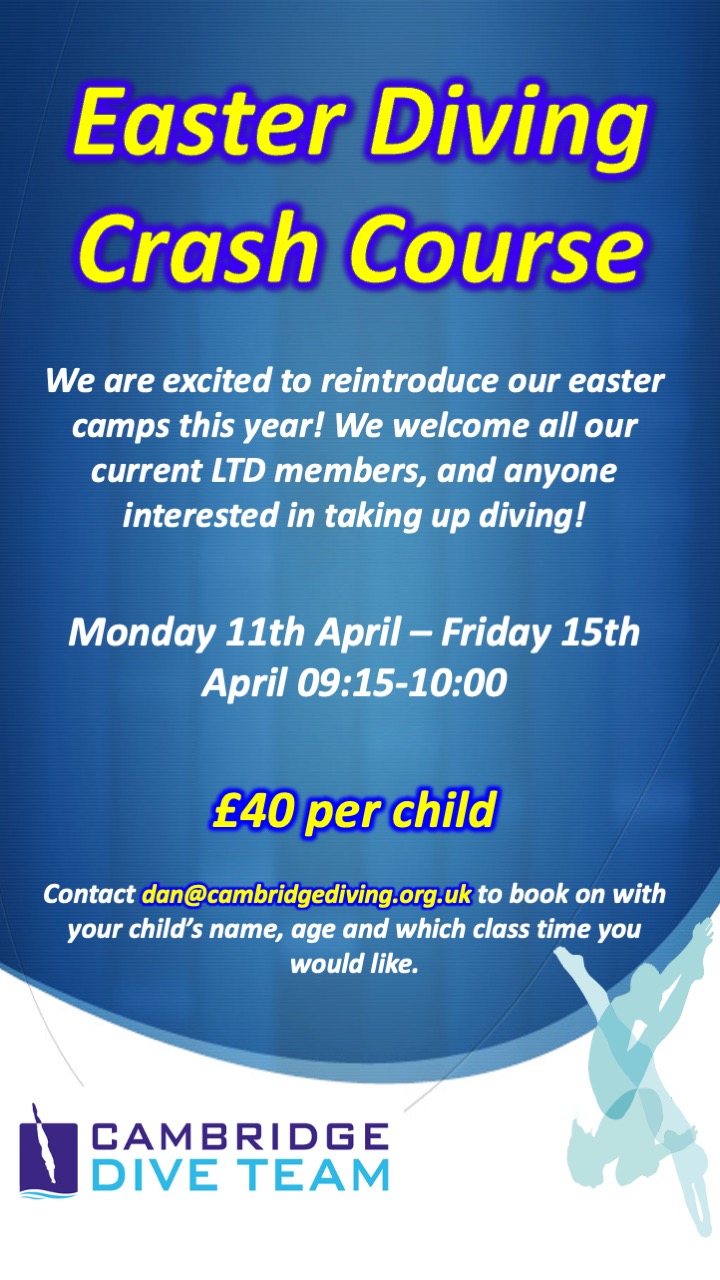 Easter Diving
Crash Course
We are excited to reintroduce our easter
camps this year! We welcome all our
current LTD members, and anyone
interested in taking up diving!
Monday 11th April – Friday 15th
April 09:15-10:00
£40 per child
Contact dan@cambridgediving.org.uk to book on with
your child’s name, age and which class time you
would like.
CAMBRIDGE
DIVE TEAM